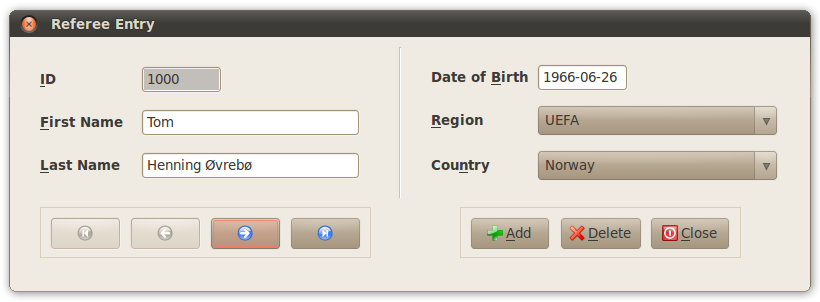 Referee Entry
ID 1000
First Name Tom
Last Name Henning Øvrebø
Date of Birth 1966-06-26
Region UEFA
Country Norway
Add Delete Close